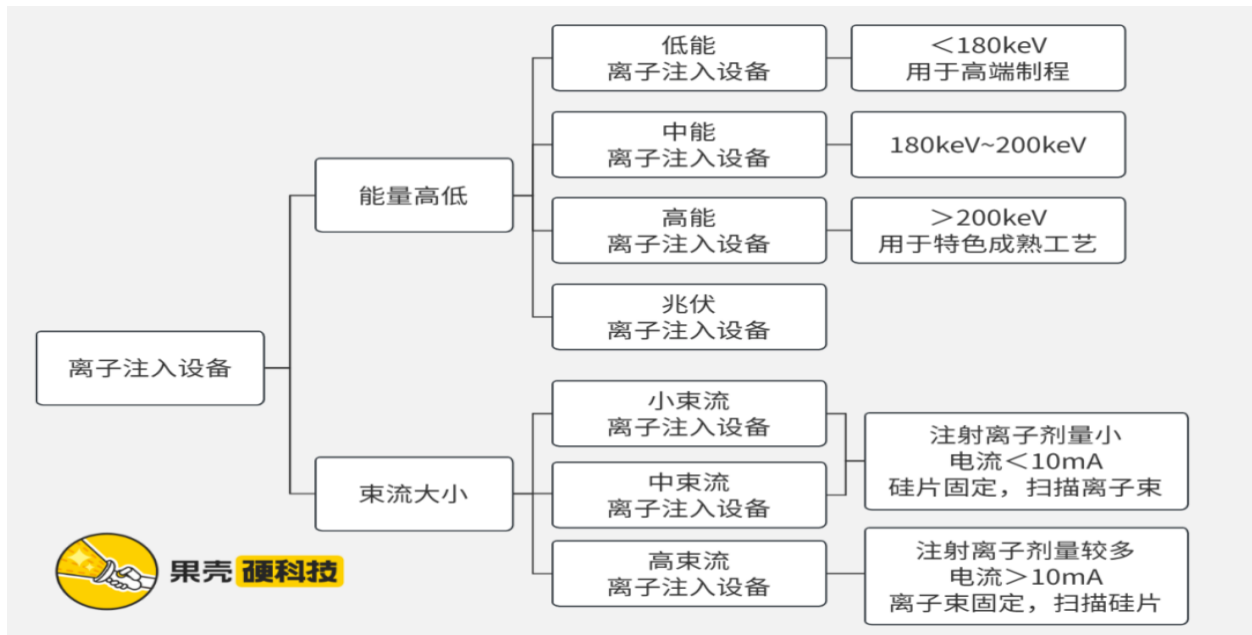 离子注入设备
能量高低
低能
离子注入设备
＜180keV
用于高端制程
中能
离子注入设备
180keV~200keV
高能
离子注入设备
＞200keV
用于特色成熟工艺
兆伏
离子注入设备
束流大小
小束流
离子注入设备
中束流
离子注入设备
注射离子剂量小
电流＜10mA
硅片固定，扫描离子束
高束流
离子注入设备
注射离子剂量较多
电流＞10mA
离子束固定，扫描硅片
果壳 硬科技